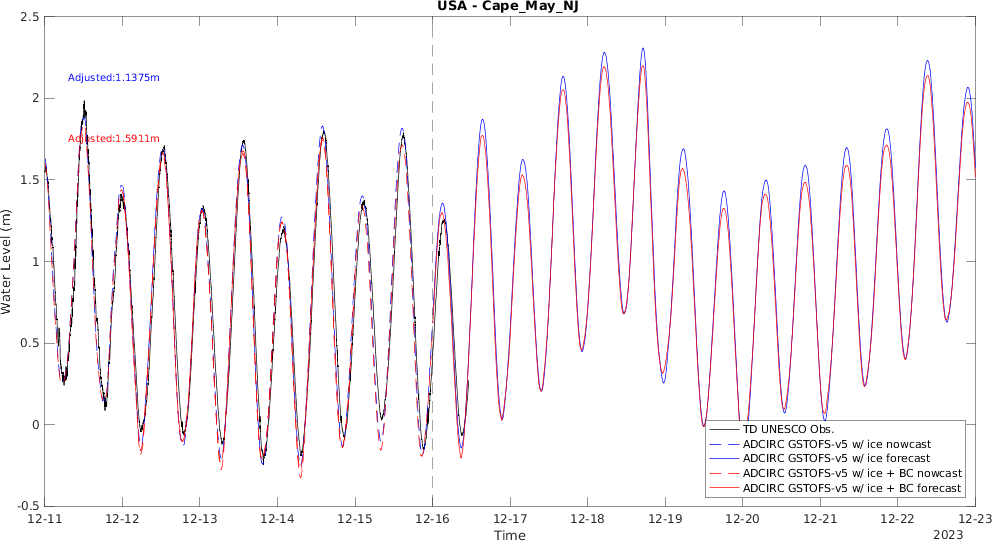 USA - Cape_May_NJ
2.5
2
1.5
1
0.5
0
-0.5
Water Level (m)
Adjusted:1.1375m
Adjusted:1.5911m
TD UNESCO Obs.
ADCIRC GSTOFS-v5 w/ ice nowcast
ADCIRC GSTOFS-v5 w/ ice forecast
ADCIRC GSTOFS-v5 w/ ice + BC nowcast
ADCIRC GSTOFS-v5 w/ ice + BC forecast
12-11 12-12 12-13 12-14 12-15 12-16 12-17 12-18 12-19 12-20 12-21 12-22 12-23
Time
2023